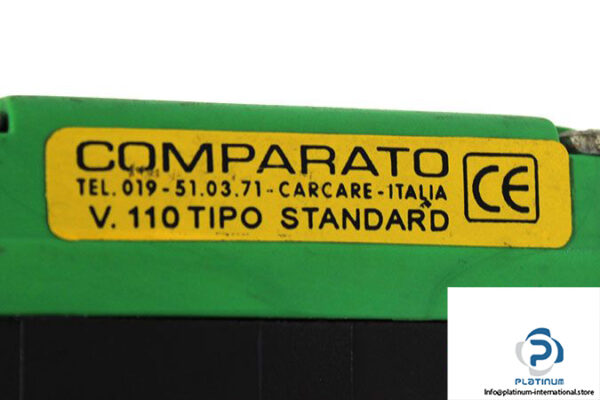 COMPARATO
TEL. 019-51.03.71-CARCARE-ITALIA
V. 110 TIPO STANDARD
CE
PLATINUM
info@platinum-international.store